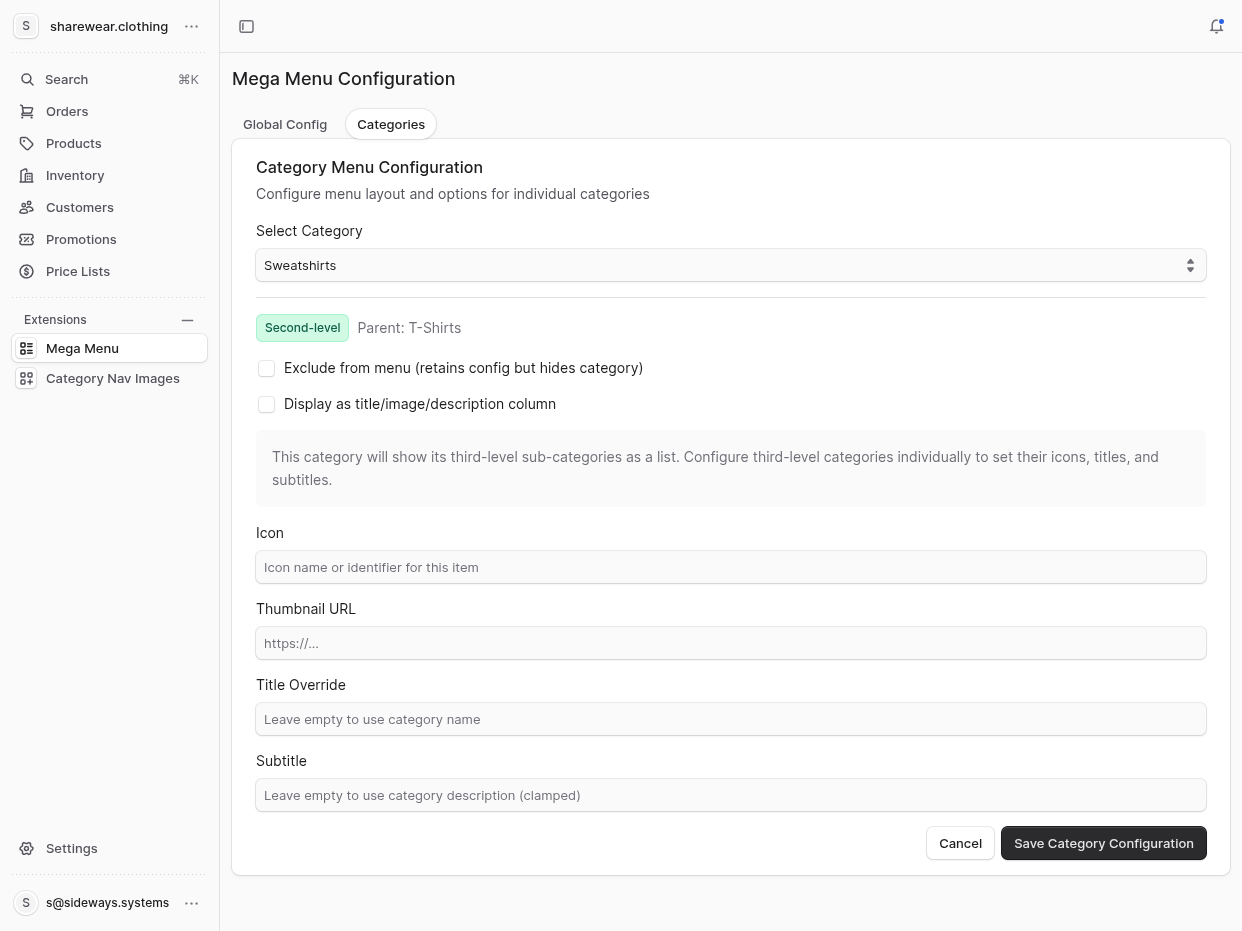 S
sharewear.clothing
Search ⌘K
Orders
Products
Inventory
Customers
Promotions
Price Lists
Extensions
Mega Menu
Category Nav Images
Settings
S
s@sideways.systems
Mega Menu Configuration
Global Config
Categories
Category Menu Configuration
Configure menu layout and options for individual categories
Select Category
Sweatshirts
Second-level Parent: T-Shirts
Exclude from menu (retains config but hides category)
Display as title/image/description column
This category will show its third-level sub-categories as a list. Configure third-level categories individually to set their icons, titles, and
subtitles.
Icon
Icon name or identifier for this item
Thumbnail URL
https://...
Title Override
Leave empty to use category name
Subtitle
Leave empty to use category description (clamped)
Cancel
Save Category Configuration